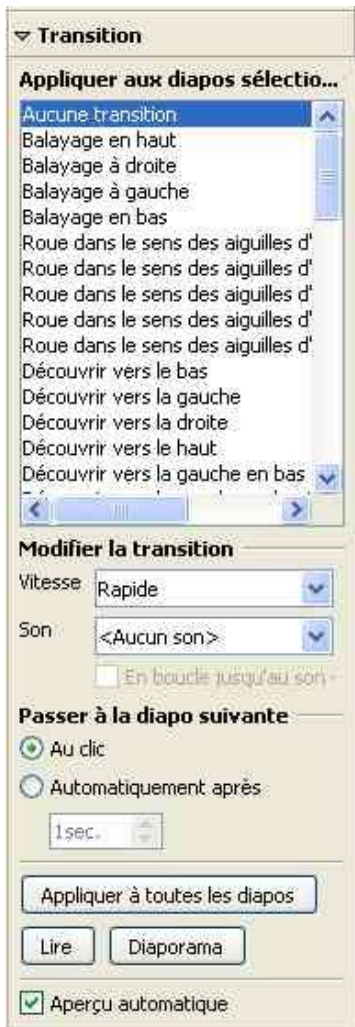 Transition
Appliquer aux diapos sélectio...
Aucune transition
Balayage en haut
Balayage à droite
Balayage à gauche
Balayage en bas
Roue dans le sens des aiguilles d'
Roue dans le sens des aiguilles d'
Roue dans le sens des aiguilles d'
Roue dans le sens des aiguilles d'
Roue dans le sens des aiguilles d'
Découvrir vers le bas
Découvrir vers la gauche
Découvrir vers la droite
Découvrir vers le haut
Découvrir vers la gauche en bas
Modifier la transition
Vitesse Rapide
Son <Aucun son>
En boucle jusqu'au son
Passer à la diapo suivante
Au clic
Automatiquement après
1sec.
Appliquer à toutes les diapos
Lire Diaporama
Aperçu automatique